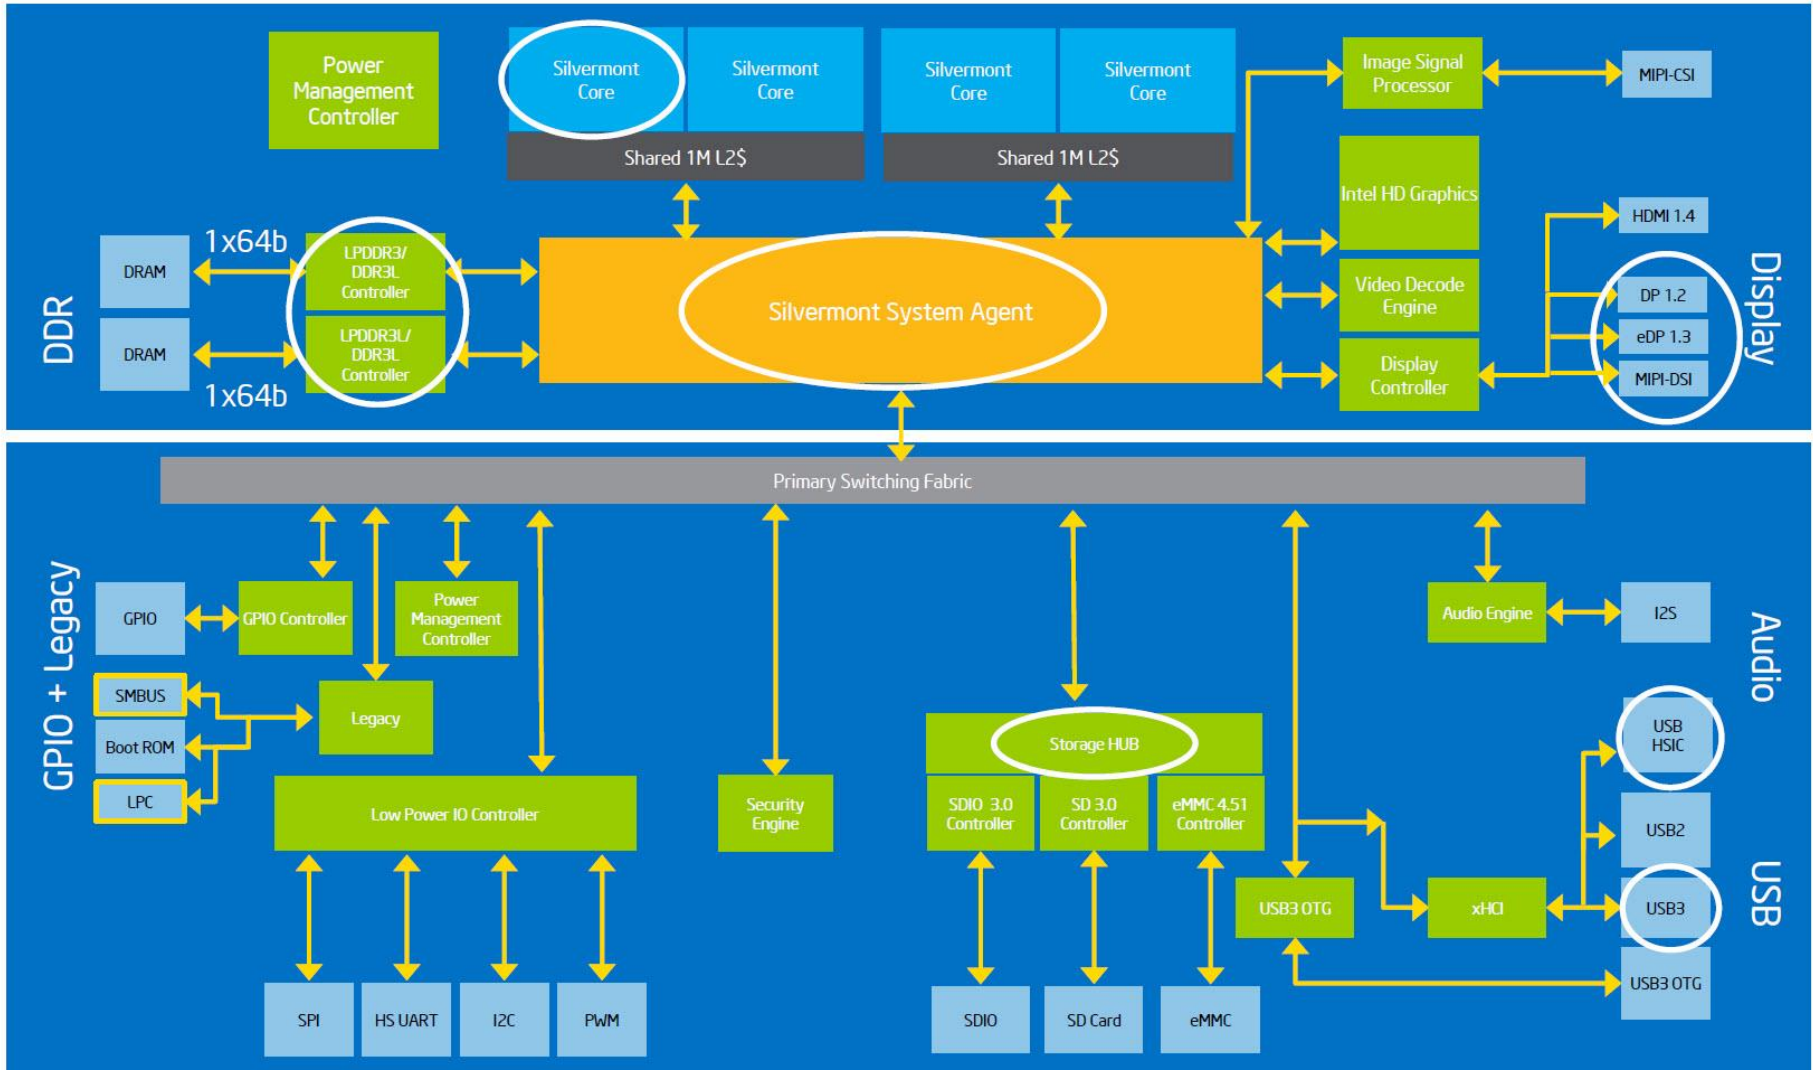 Power
Management
Controller
Silvermont
Core
Silvermont
Core
Shared 1M L2$
Silvermont
Core
Silvermont
Core
Shared 1M L2$
Image Signal
Processor
MIPI-CSI
Intel HD Graphics
HDMI 1.4
DDR
1x64b
DRAM
LPDDR3/
DDR3L
Controller
DRAM
LPDDR3L/
DDR3L
Controller
1x64b
Silvermont System Agent
Video Decode
Engine
Display
Controller
DP 1.2
eDP 1.3
MIPI-DSI
Display
Primary Switching Fabric
GPIO + Legacy
GPIO
GPIO Controller
Power
Management
Controller
SMBUS
Boot ROM
LPC
Legacy
Low Power IO Controller
SPI
HS UART
I2C
PWM
Security
Engine
Storage HUB
SDIO 3.0
Controller
SD 3.0
Controller
eMMC 4.51
Controller
SDIO
SD Card
eMMC
Audio Engine
I2S
Audio
USB3 OTG
xHCI
USB
HSIC
USB2
USB3
USB3 OTG
USB